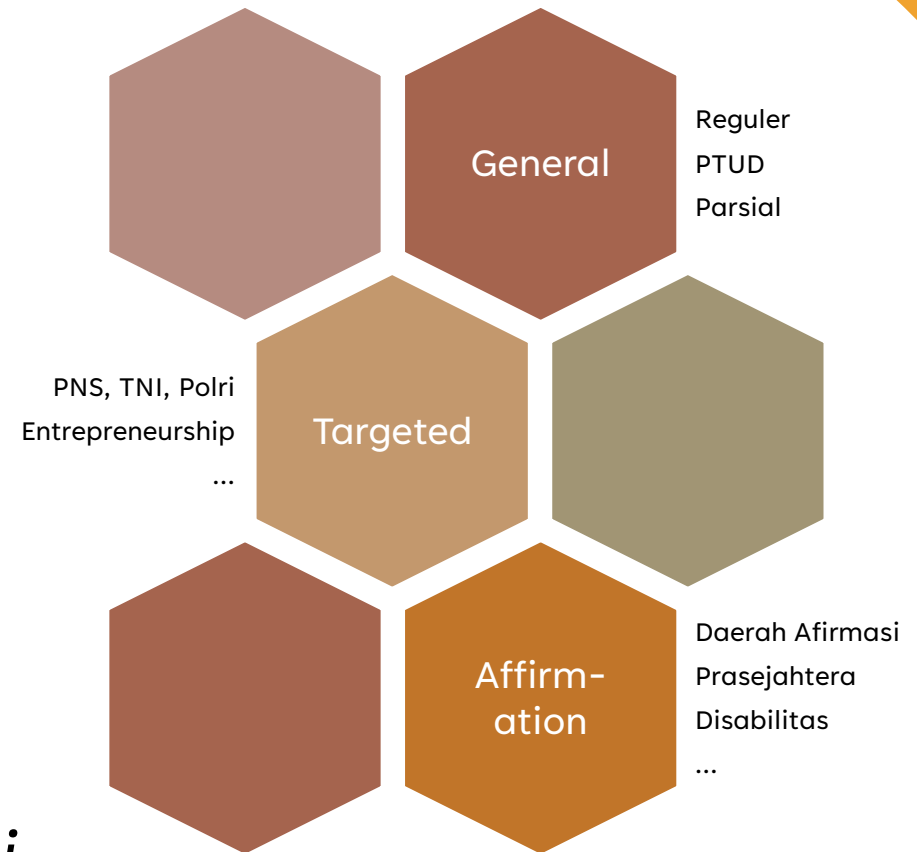 General
Reguler
PTUD
Parsial
PNS, TNI, Polri
Entrepreneurship
...
Targeted
Affirm-
ation
Daerah Afirmasi
Prasejahtera
Disabilitas
...
i